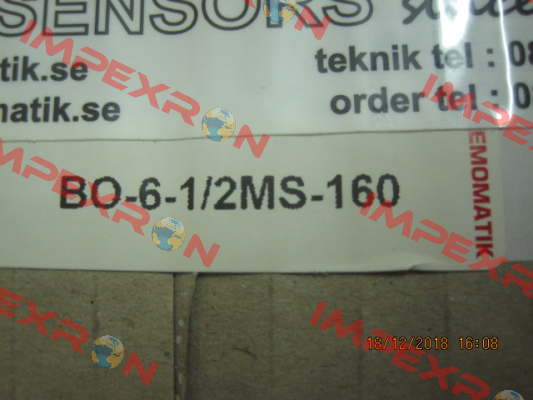 SENSORS
matik.se
matik.se
teknik tel : 08
order tel : 0
BO-6-1/2MS-160
EMOMATIK
18/12/2018 16:08
IMPEXRON
IMPEXRON
IMPEXRON
IMPEXRON
IMPEXRON
IMPEXRON